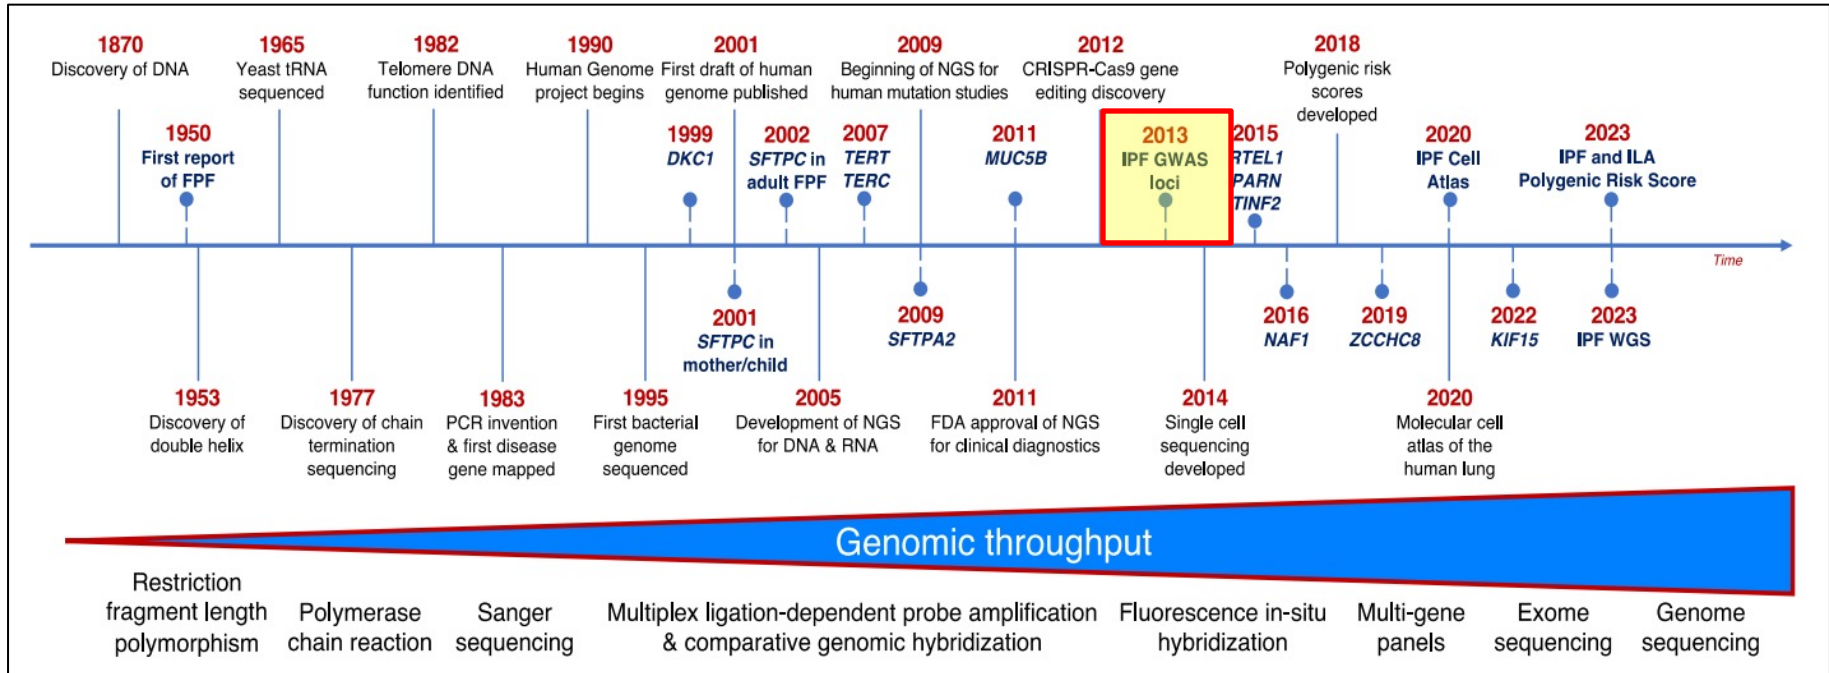 1870
Discovery of DNA
1965
Yeast tRNA
sequenced
1982
Telomere DNA
function identified
1990
Human Genome
project begins
2001
First draft of human
genome published
2009
Beginning of NGS for
human mutation studies
2012
CRISPR-Cas9 gene
editing discovery
2018
Polygenic risk
scores
developed
1950
First report
of FPF
1999
DKC1
2002
SFTPC in
adult FPF
2007
TERT
TERC
2011
MUC5B
2013
IPF GWAS
loci
2015
RTEL1
PARN
TINF2
2020
IPF Cell
Atlas
2023
IPF and ILA
Polygenic Risk Score
Time
2001
SFTPC in
mother/child
2009
SFTPA2
2016
NAF1
2019
ZCCHC8
2022
KIF15
2023
IPF WGS
1953
Discovery of
double helix
1977
Discovery of chain
termination
sequencing
1983
PCR invention
& first disease
gene mapped
1995
First bacterial
genome
sequenced
2005
Development of NGS
for DNA & RNA
2011
FDA approval of NGS
for clinical diagnostics
2014
Single cell
sequencing
developed
2020
Molecular cell
atlas of the
human lung
Genomic throughput
Restriction
fragment length
polymorphism
Polymerase
chain reaction
Sanger
sequencing
Multiplex ligation-dependent probe amplification
& comparative genomic hybridization
Fluorescence in-situ
hybridization
Multi-gene
panels
Exome
sequencing
Genome
sequencing